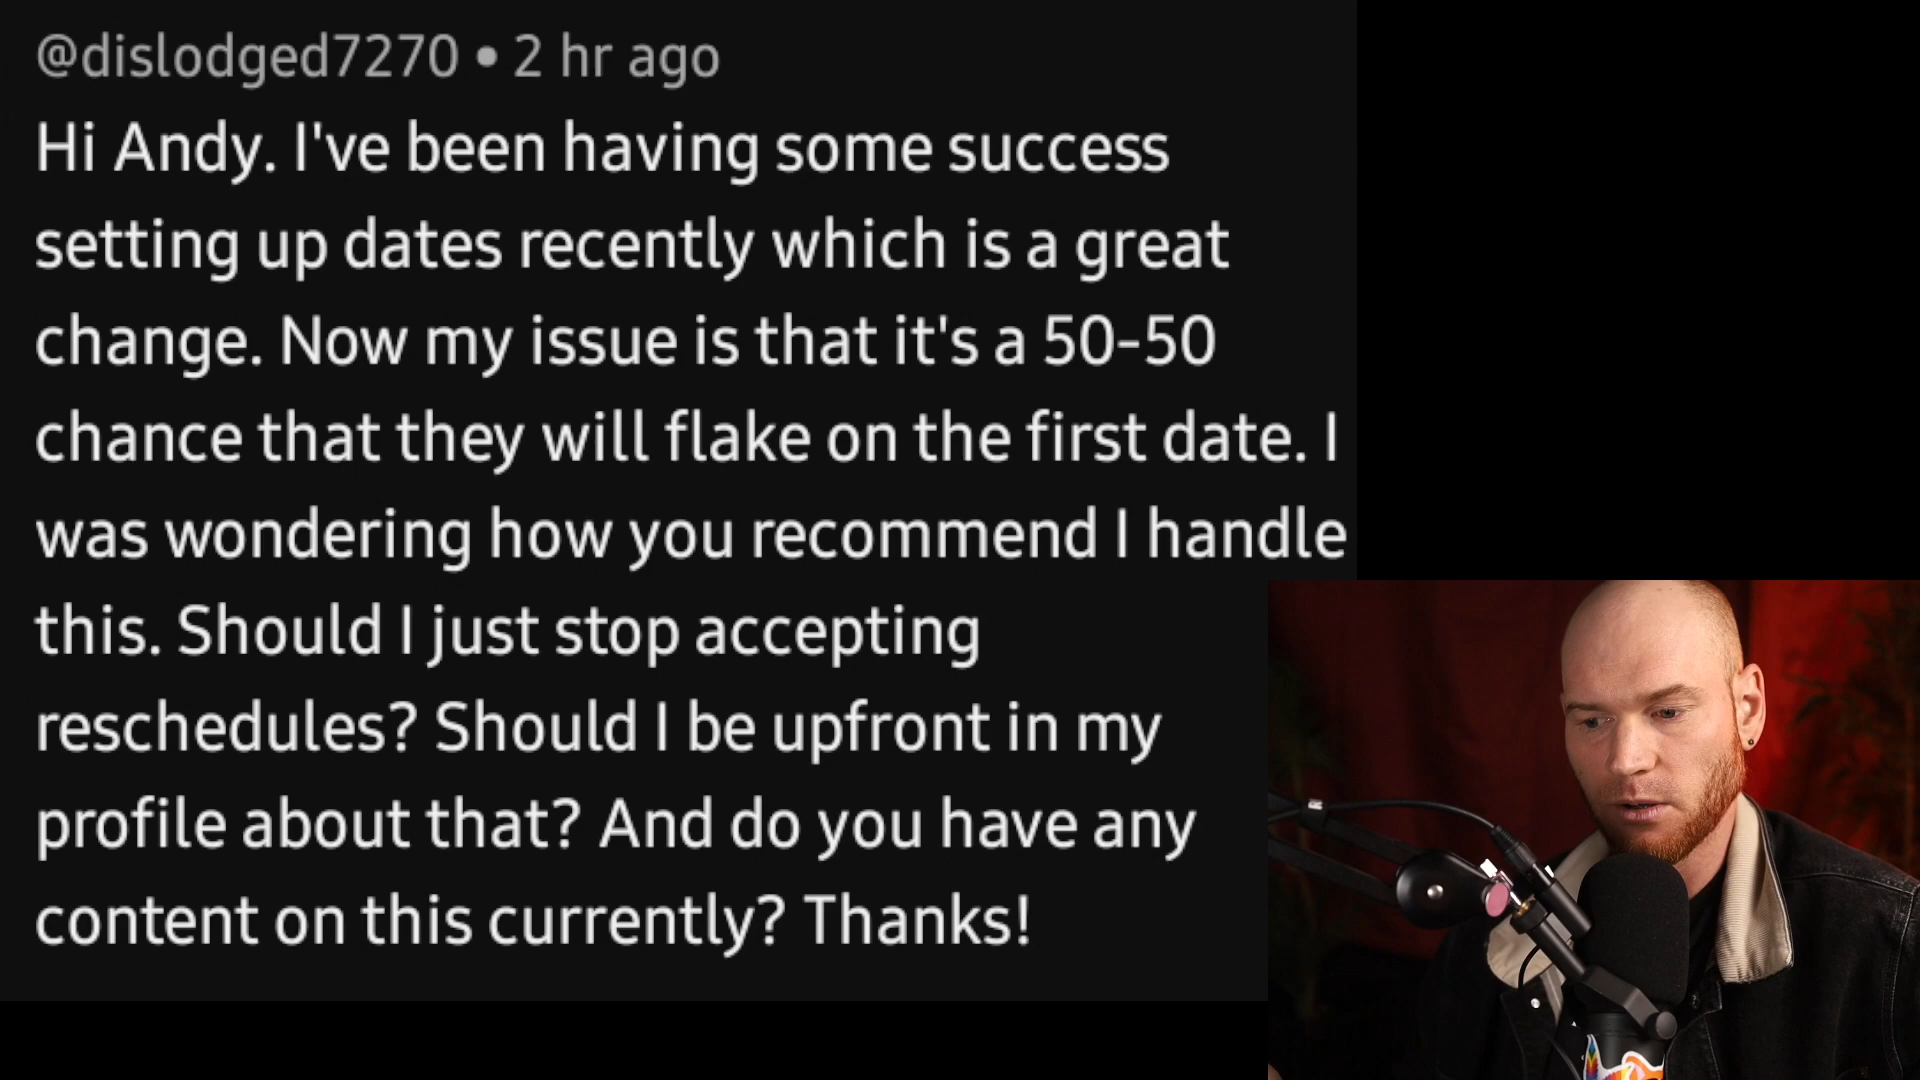 @dislodged7270 • 2 hr ago
Hi Andy. I've been having some success
setting up dates recently which is a great
change. Now my issue is that it's a 50-50
chance that they will flake on the first date. I
was wondering how you recommend I handle
this. Should I just stop accepting
reschedules? Should I be upfront in my
profile about that? And do you have any
content on this currently? Thanks!